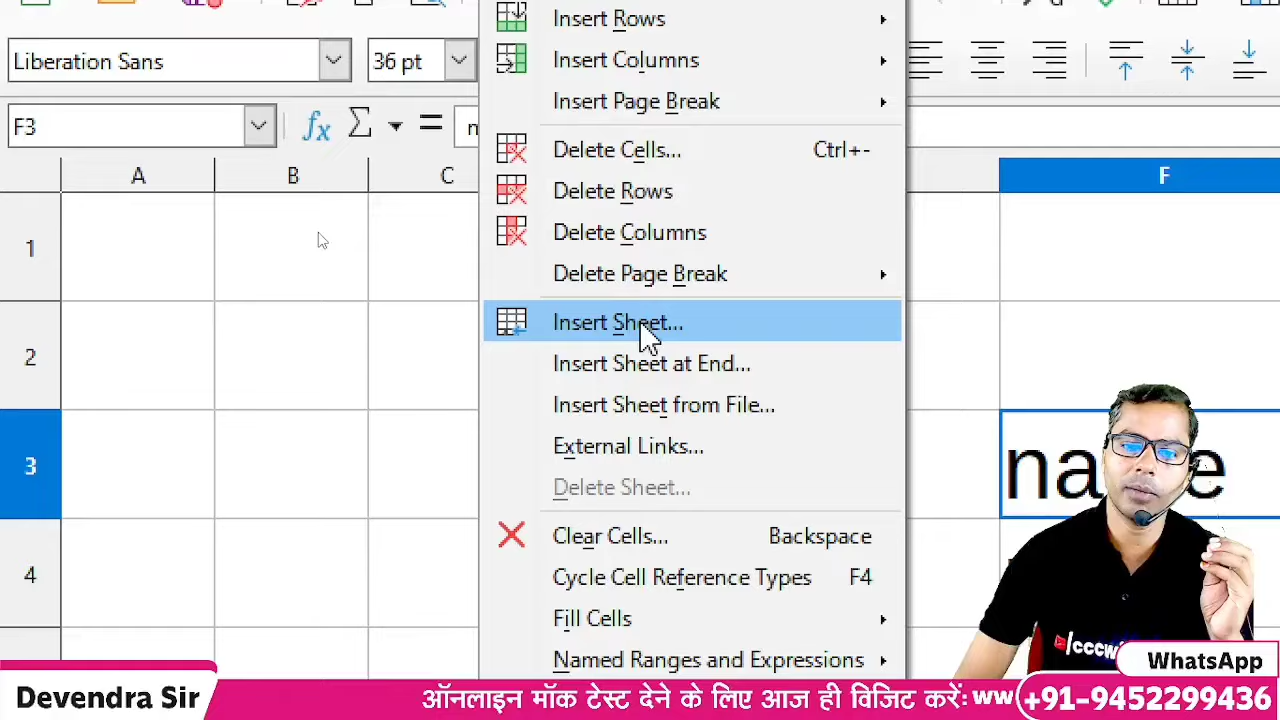 Insert Rows
Liberation Sans
36 pt
Insert Columns
Insert Page Break
F3
fx Σ =
Delete Cells... Ctrl+-
A B C F
Delete Rows
Delete Columns
1
Delete Page Break
Insert Sheet...
2
Insert Sheet at End...
Insert Sheet from File...
External Links...
3
Delete Sheet...
Clear Cells... Backspace
4
Cycle Cell Reference Types F4
Fill Cells
Named Ranges and Expressions
WhatsApp
Devendra Sir
ऑनलाइन मॉक टेस्ट देने के लिए आज ही विजिट करें: ww
+91-9452299436